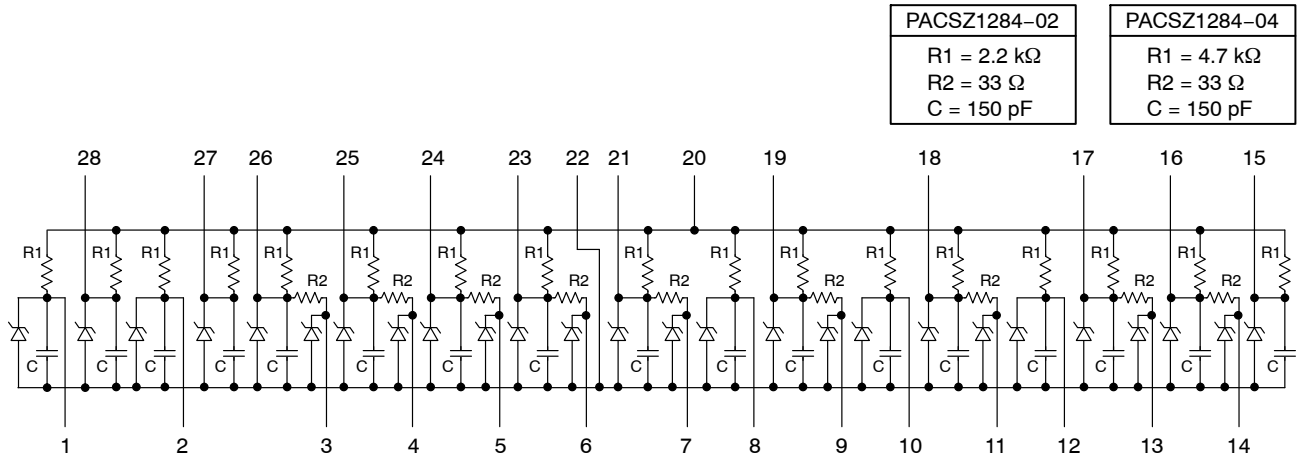 PACSZ1284–02 PACSZ1284–04
R1 = 2.2 kΩ R1 = 4.7 kΩ
R2 = 33 Ω R2 = 33 Ω
C = 150 pF C = 150 pF
28 27 26 25 24 23 22 21 20 19 18 17 16 15
R1 R1 R1 R1 R1 R1 R1 R1 R1 R1 R1 R1 R1 R1 R1 R1 R1
R2 R2 R2 R2 R2 R2 R2 R2 R2
C C C C C C C C C C C C C C C C C
1 2 3 4 5 6 7 8 9 10 11 12 13 14